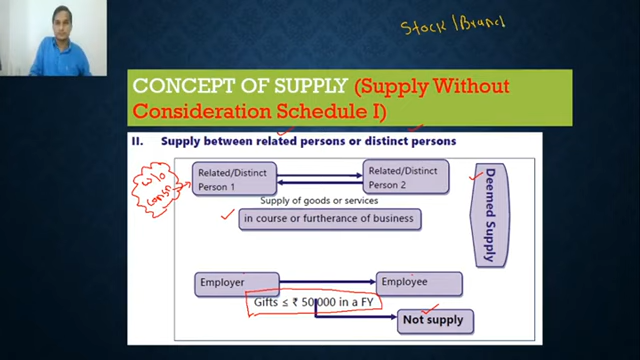 Stock / Branch
CONCEPT OF SUPPLY (Supply Without
Consideration Schedule I)
II. Supply between related persons or distinct persons
w/o
Consn
Related/Distinct
Person 1
Related/Distinct
Person 2
Supply of goods or services
in course or furtherance of business
Deemed Supply
Employer
Employee
Gifts ≤ ₹ 50,000 in a FY
Not supply